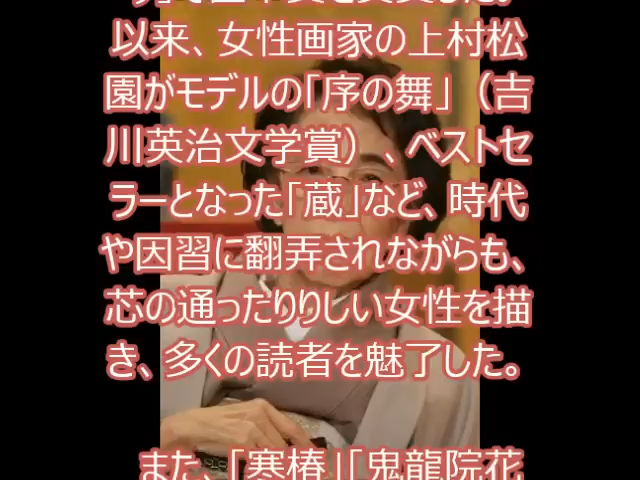 以来、女性画家の上村松
園がモデルの「序の舞」（吉
川英治文学賞）、ベストセ
ラーとなった「蔵」など、時代
や因習に翻弄されながらも、
芯の通ったりりしい女性を描
き、多くの読者を魅了した。
また、「寒椿」「鬼龍院花